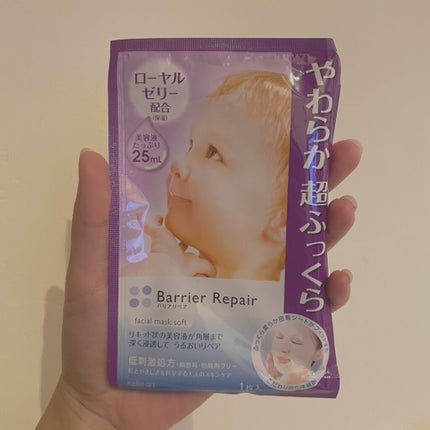 ローヤル
ゼリー
配合
(保湿)
美容液
たっぷり
25mL
やわらか 超ふっくら
Barrier Repair
バリアリペア
facial mask soft
リキッド状の美容液が角層まで
深く浸透して うるおいリペア
低刺激処方
1枚入